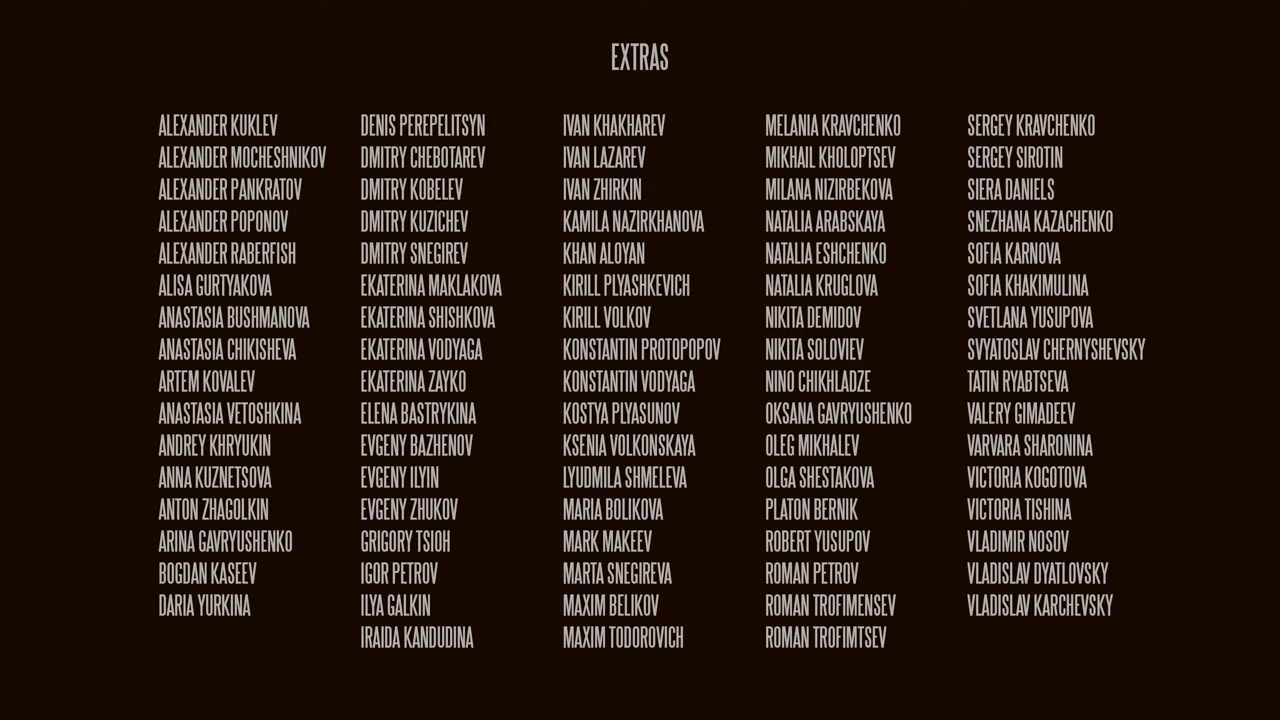 EXTRAS
ALEXANDER KUKLEV
ALEXANDER MOCHESHNIKOV
ALEXANDER PANKRATOV
ALEXANDER POPONOV
ALEXANDER RABERFISH
ALISA GURTYAKOVA
ANASTASIA BUSHMANOVA
ANASTASIA CHIKISHEVA
ARTEM KOVALEV
ANASTASIA VETOSHKINA
ANDREY KHRYUKIN
ANNA KUZNETSOVA
ANTON ZHAGOLKIN
ARINA GAVRYUSHENKO
BOGDAN KASEEV
DARIA YURKINA
DENIS PEREPELITSYN
DMITRY CHEBOTAREV
DMITRY KOBELEV
DMITRY KUZICHEV
DMITRY SNEGIREV
EKATERINA MAKLAKOVA
EKATERINA SHISHKOVA
EKATERINA VODYAGA
EKATERINA ZAYKO
ELENA BASTRYKINA
EVGENY BAZHENOV
EVGENY ILYIN
EVGENY ZHUKOV
GRIGORY TSIOH
IGOR PETROV
ILYA GALKIN
IRAIDA KANDUDINA
IVAN KHAKHAREV
IVAN LAZAREV
IVAN ZHIRKIN
KAMILA NAZIRKHANOVA
KHAN ALOYAN
KIRILL PLYASHKEVICH
KIRILL VOLKOV
KONSTANTIN PROTOPOPOV
KONSTANTIN VODYAGA
KOSTYA PLYASUNOV
KSENIA VOLKONSKAYA
LYUDMILA SHMELEVA
MARIA BOLIKOVA
MARK MAKEEV
MARTA SNEGIREVA
MAXIM BELIKOV
MAXIM TODOROVICH
MELANIA KRAVCHENKO
MIKHAIL KHOLOPTSEV
MILANA NIZIRBEKOVA
NATALIA ARABSKAYA
NATALIA ESHCHENKO
NATALIA KRUGLOVA
NIKITA DEMIDOV
NIKITA SOLOVIEV
NINO CHIKHLADZE
OKSANA GAVRYUSHENKO
OLEG MIKHALEV
OLGA SHESTAKOVA
PLATON BERNIK
ROBERT YUSUPOV
ROMAN PETROV
ROMAN TROFIMENSEV
ROMAN TROFIMTSEV
SERGEY KRAVCHENKO
SERGEY SIROTIN
SIERA DANIELS
SNEZHANA KAZACHENKO
SOFIA KARNOVA
SOFIA KHAKIMULINA
SVETLANA YUSUPOVA
SVYATOSLAV CHERNYSHEVSKY
TATIN RYABTSEVA
VALERY GIMADEEV
VARVARA SHARONINA
VICTORIA KOGOTOVA
VICTORIA TISHINA
VLADIMIR NOSOV
VLADISLAV DYATLOVSKY
VLADISLAV KARCHEVSKY